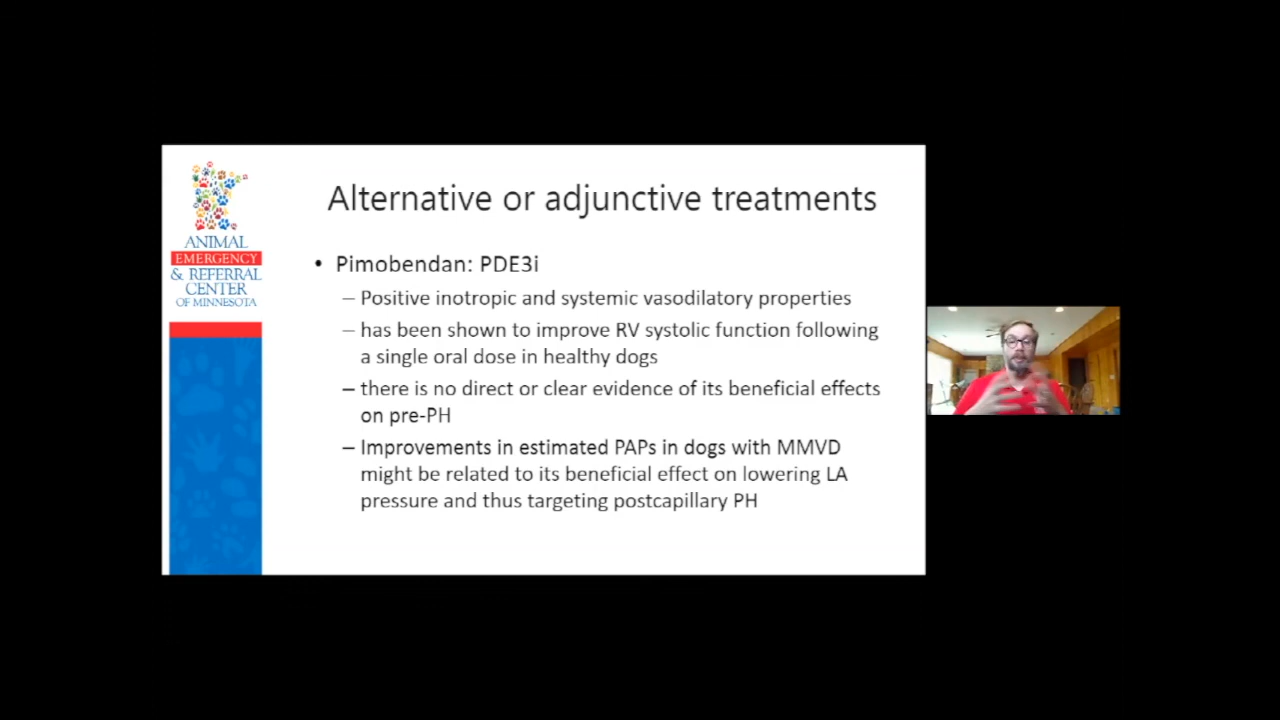 ANIMAL
EMERGENCY
& REFERRAL
CENTER
OF MINNESOTA
Alternative or adjunctive treatments
• Pimobendan: PDE3i
– Positive inotropic and systemic vasodilatory properties
– has been shown to improve RV systolic function following
a single oral dose in healthy dogs
– there is no direct or clear evidence of its beneficial effects
on pre-PH
– Improvements in estimated PAPs in dogs with MMVD
might be related to its beneficial effect on lowering LA
pressure and thus targeting postcapillary PH